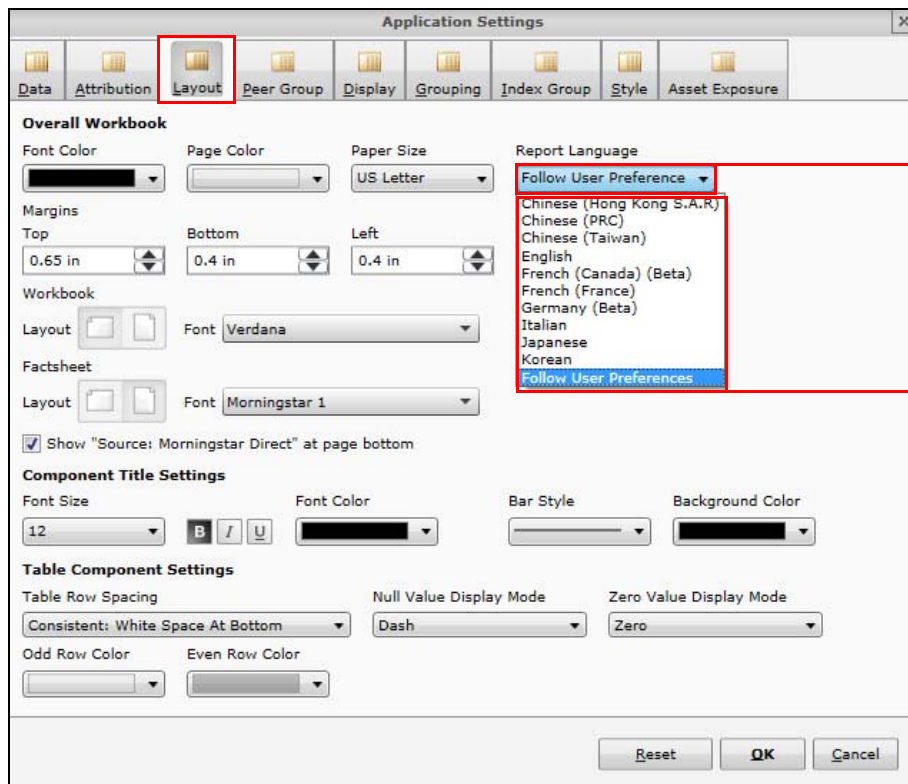 Application Settings
Data Attribution Layout Peer Group Display Grouping Index Group Style Asset Exposure
Overall Workbook
Font Color Page Color Paper Size Report Language
US Letter Follow User Preference
Chinese (Hong Kong S.A.R)
Chinese (PRC)
Chinese (Taiwan)
English
French (Canada) (Beta)
French (France)
Germany (Beta)
Italian
Japanese
Korean
Follow User Preferences
Margins
Top Bottom Left
0.65 in 0.4 in 0.4 in
Workbook
Layout Font Verdana
Factsheet
Layout Font Morningstar 1
Show "Source: Morningstar Direct" at page bottom
Component Title Settings
Font Size Font Color Bar Style Background Color
12 B I U
Table Component Settings
Table Row Spacing Null Value Display Mode Zero Value Display Mode
Consistent: White Space At Bottom Dash Zero
Odd Row Color Even Row Color
Reset OK Cancel